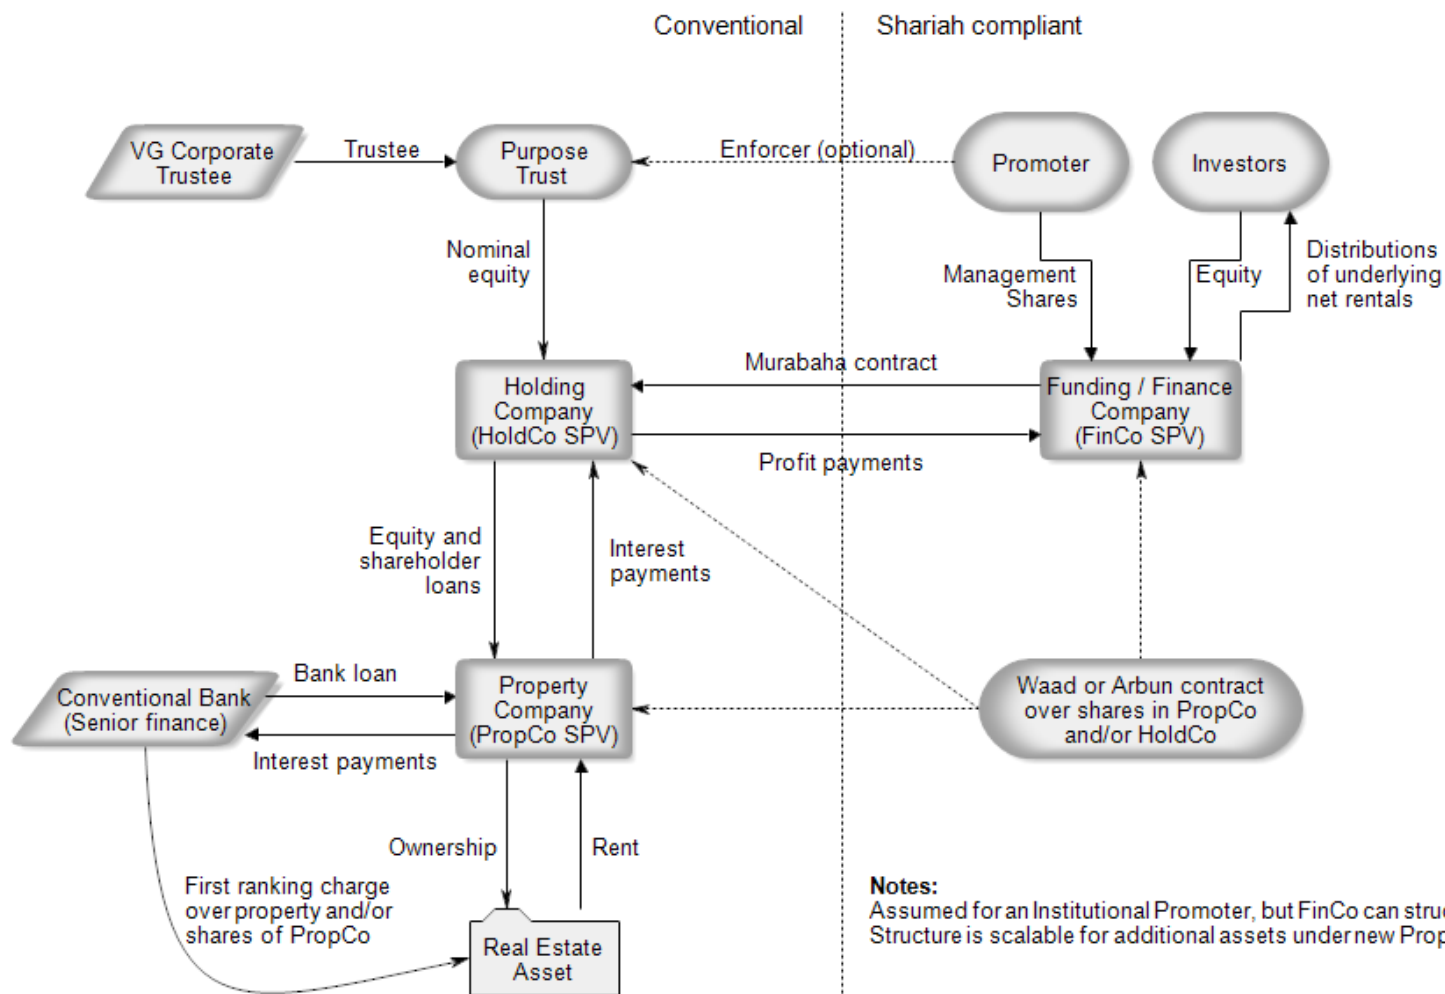 Conventional
Shariah compliant
VG Corporate
Trustee
Trustee
Purpose
Trust
Enforcer (optional)
Promoter
Investors
Nominal
equity
Management
Shares
Equity
Distributions
of underlying
net rentals
Holding
Company
(HoldCo SPV)
Murabaha contract
Profit payments
Funding / Finance
Company
(FinCo SPV)
Equity and
shareholder
loans
Interest
payments
Conventional Bank
(Senior finance)
Bank loan
Interest payments
Property
Company
(PropCo SPV)
Waad or Arbun contract
over shares in PropCo
and/or HoldCo
Ownership
Rent
First ranking charge
over property and/or
shares of PropCo
Real Estate
Asset
Notes:
Assumed for an Institutional Promoter, but FinCo can
Structure is scalable for additional assets under new